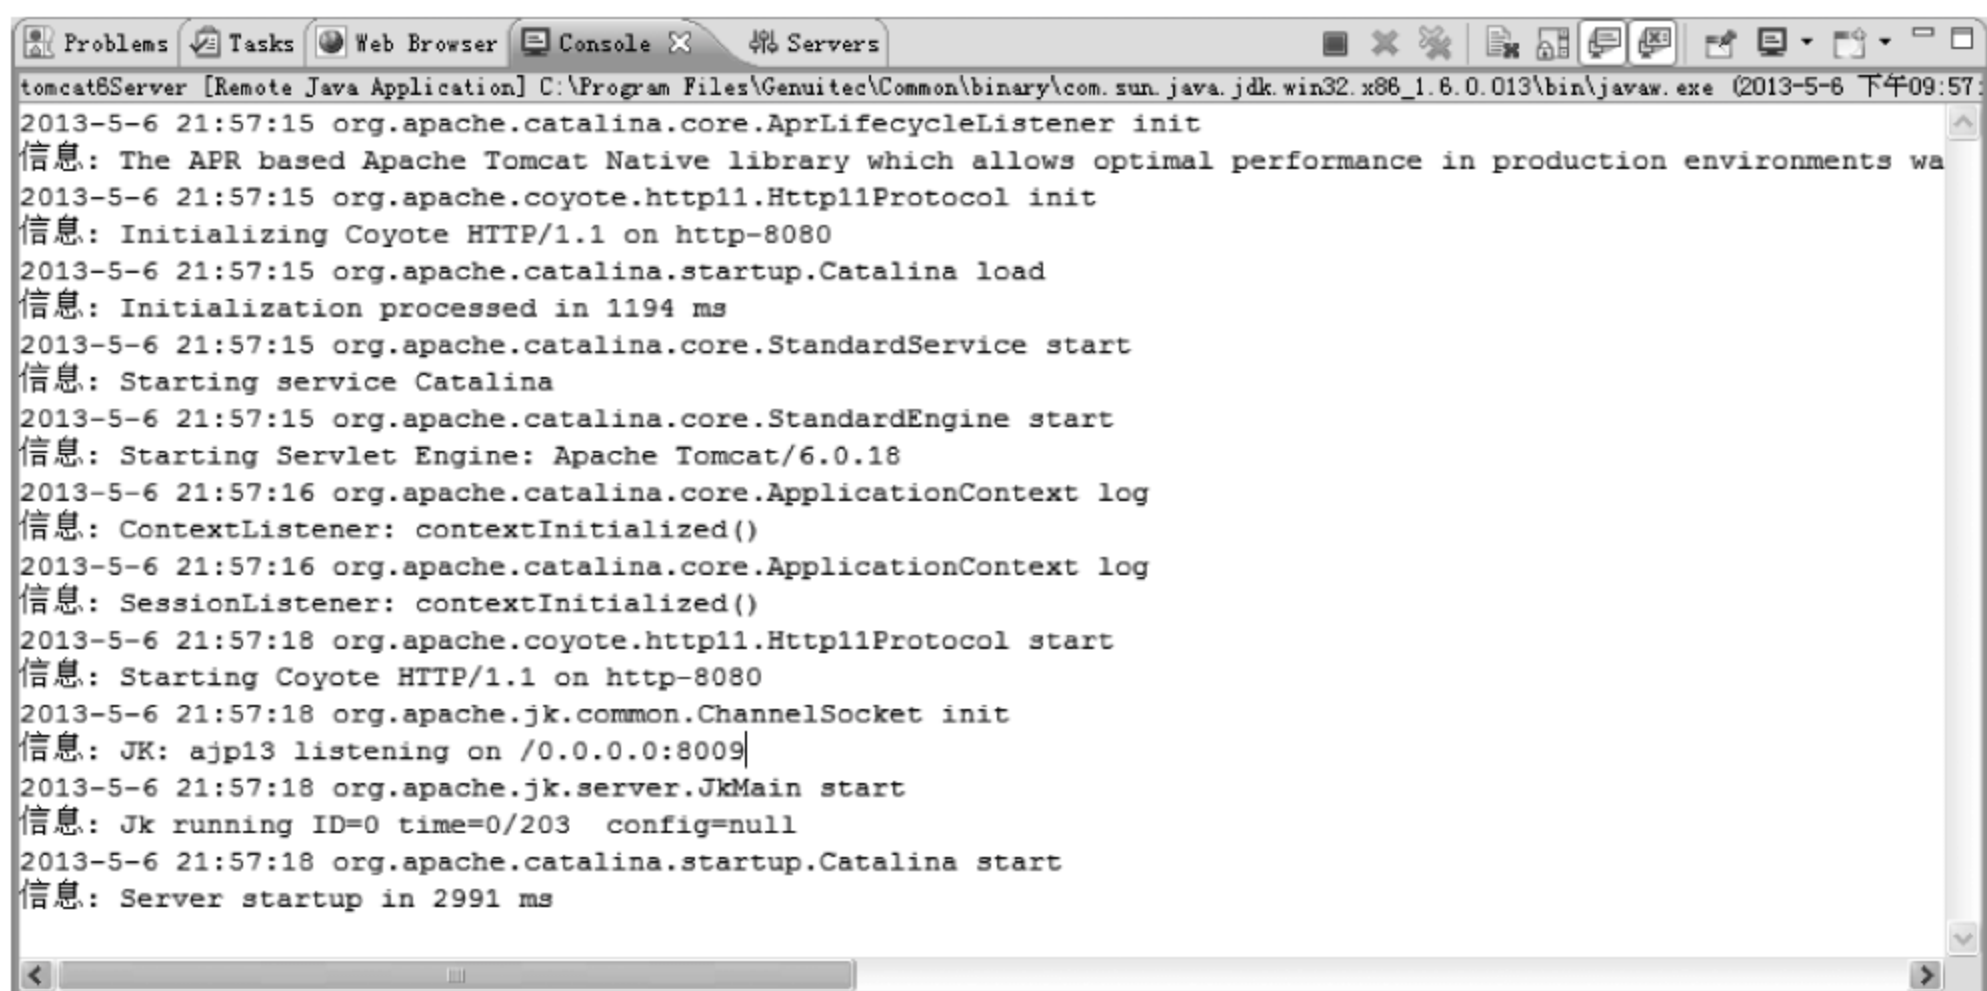 Problems Tasks Web Browser Console Servers
tomcat6Server [Remote Java Application] C:\Program Files\Genuitec\Common\binary\com.sun.java.jdk.win32.x86_1.6.0.013\bin\javaw.exe (2013-5-6 下午09:57:
2013-5-6 21:57:15 org.apache.catalina.core.AprLifecycleListener init
信息: The APR based Apache Tomcat Native library which allows optimal performance in production environments wa
2013-5-6 21:57:15 org.apache.coyote.http11.Http11Protocol init
信息: Initializing Coyote HTTP/1.1 on http-8080
2013-5-6 21:57:15 org.apache.catalina.startup.Catalina load
信息: Initialization processed in 1194 ms
2013-5-6 21:57:15 org.apache.catalina.core.StandardService start
信息: Starting service Catalina
2013-5-6 21:57:15 org.apache.catalina.core.StandardEngine start
信息: Starting Servlet Engine: Apache Tomcat/6.0.18
2013-5-6 21:57:16 org.apache.catalina.core.ApplicationContext log
信息: ContextListener: contextInitialized()
2013-5-6 21:57:16 org.apache.catalina.core.ApplicationContext log
信息: SessionListener: contextInitialized()
2013-5-6 21:57:18 org.apache.coyote.http11.Http11Protocol start
信息: Starting Coyote HTTP/1.1 on http-8080
2013-5-6 21:57:18 org.apache.jk.common.ChannelSocket init
信息: JK: ajp13 listening on /0.0.0.0:8009
2013-5-6 21:57:18 org.apache.jk.server.JkMain start
信息: Jk running ID=0 time=0/203  config=null
2013-5-6 21:57:18 org.apache.catalina.startup.Catalina start
信息: Server startup in 2991 ms